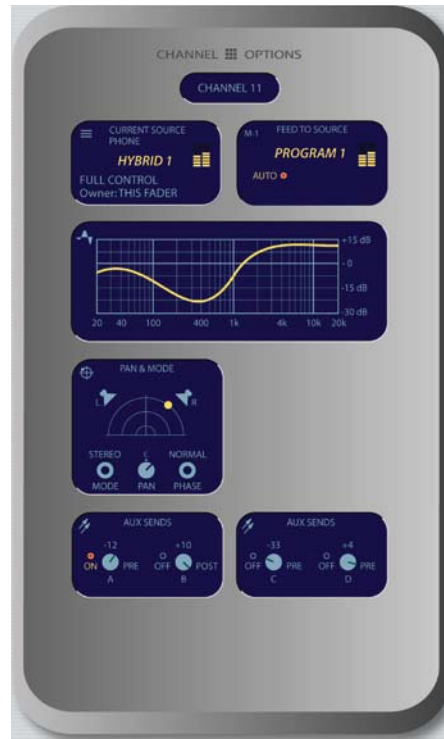 CHANNEL OPTIONS
CHANNEL 11
CURRENT SOURCE
PHONE
HYBRID 1
FULL CONTROL
Owner: THIS FADER
M-1 FEED TO SOURCE
PROGRAM 1
AUTO
+15 dB
- 0
-15 dB
-30 dB
20 40 100 400 1k 4k 10k 20k
PAN & MODE
L R
STEREO C NORMAL
MODE PAN PHASE
AUX SENDS
-12 +10
ON PRE OFF POST
A B
AUX SENDS
-33 +4
OFF PRE OFF PRE
C D